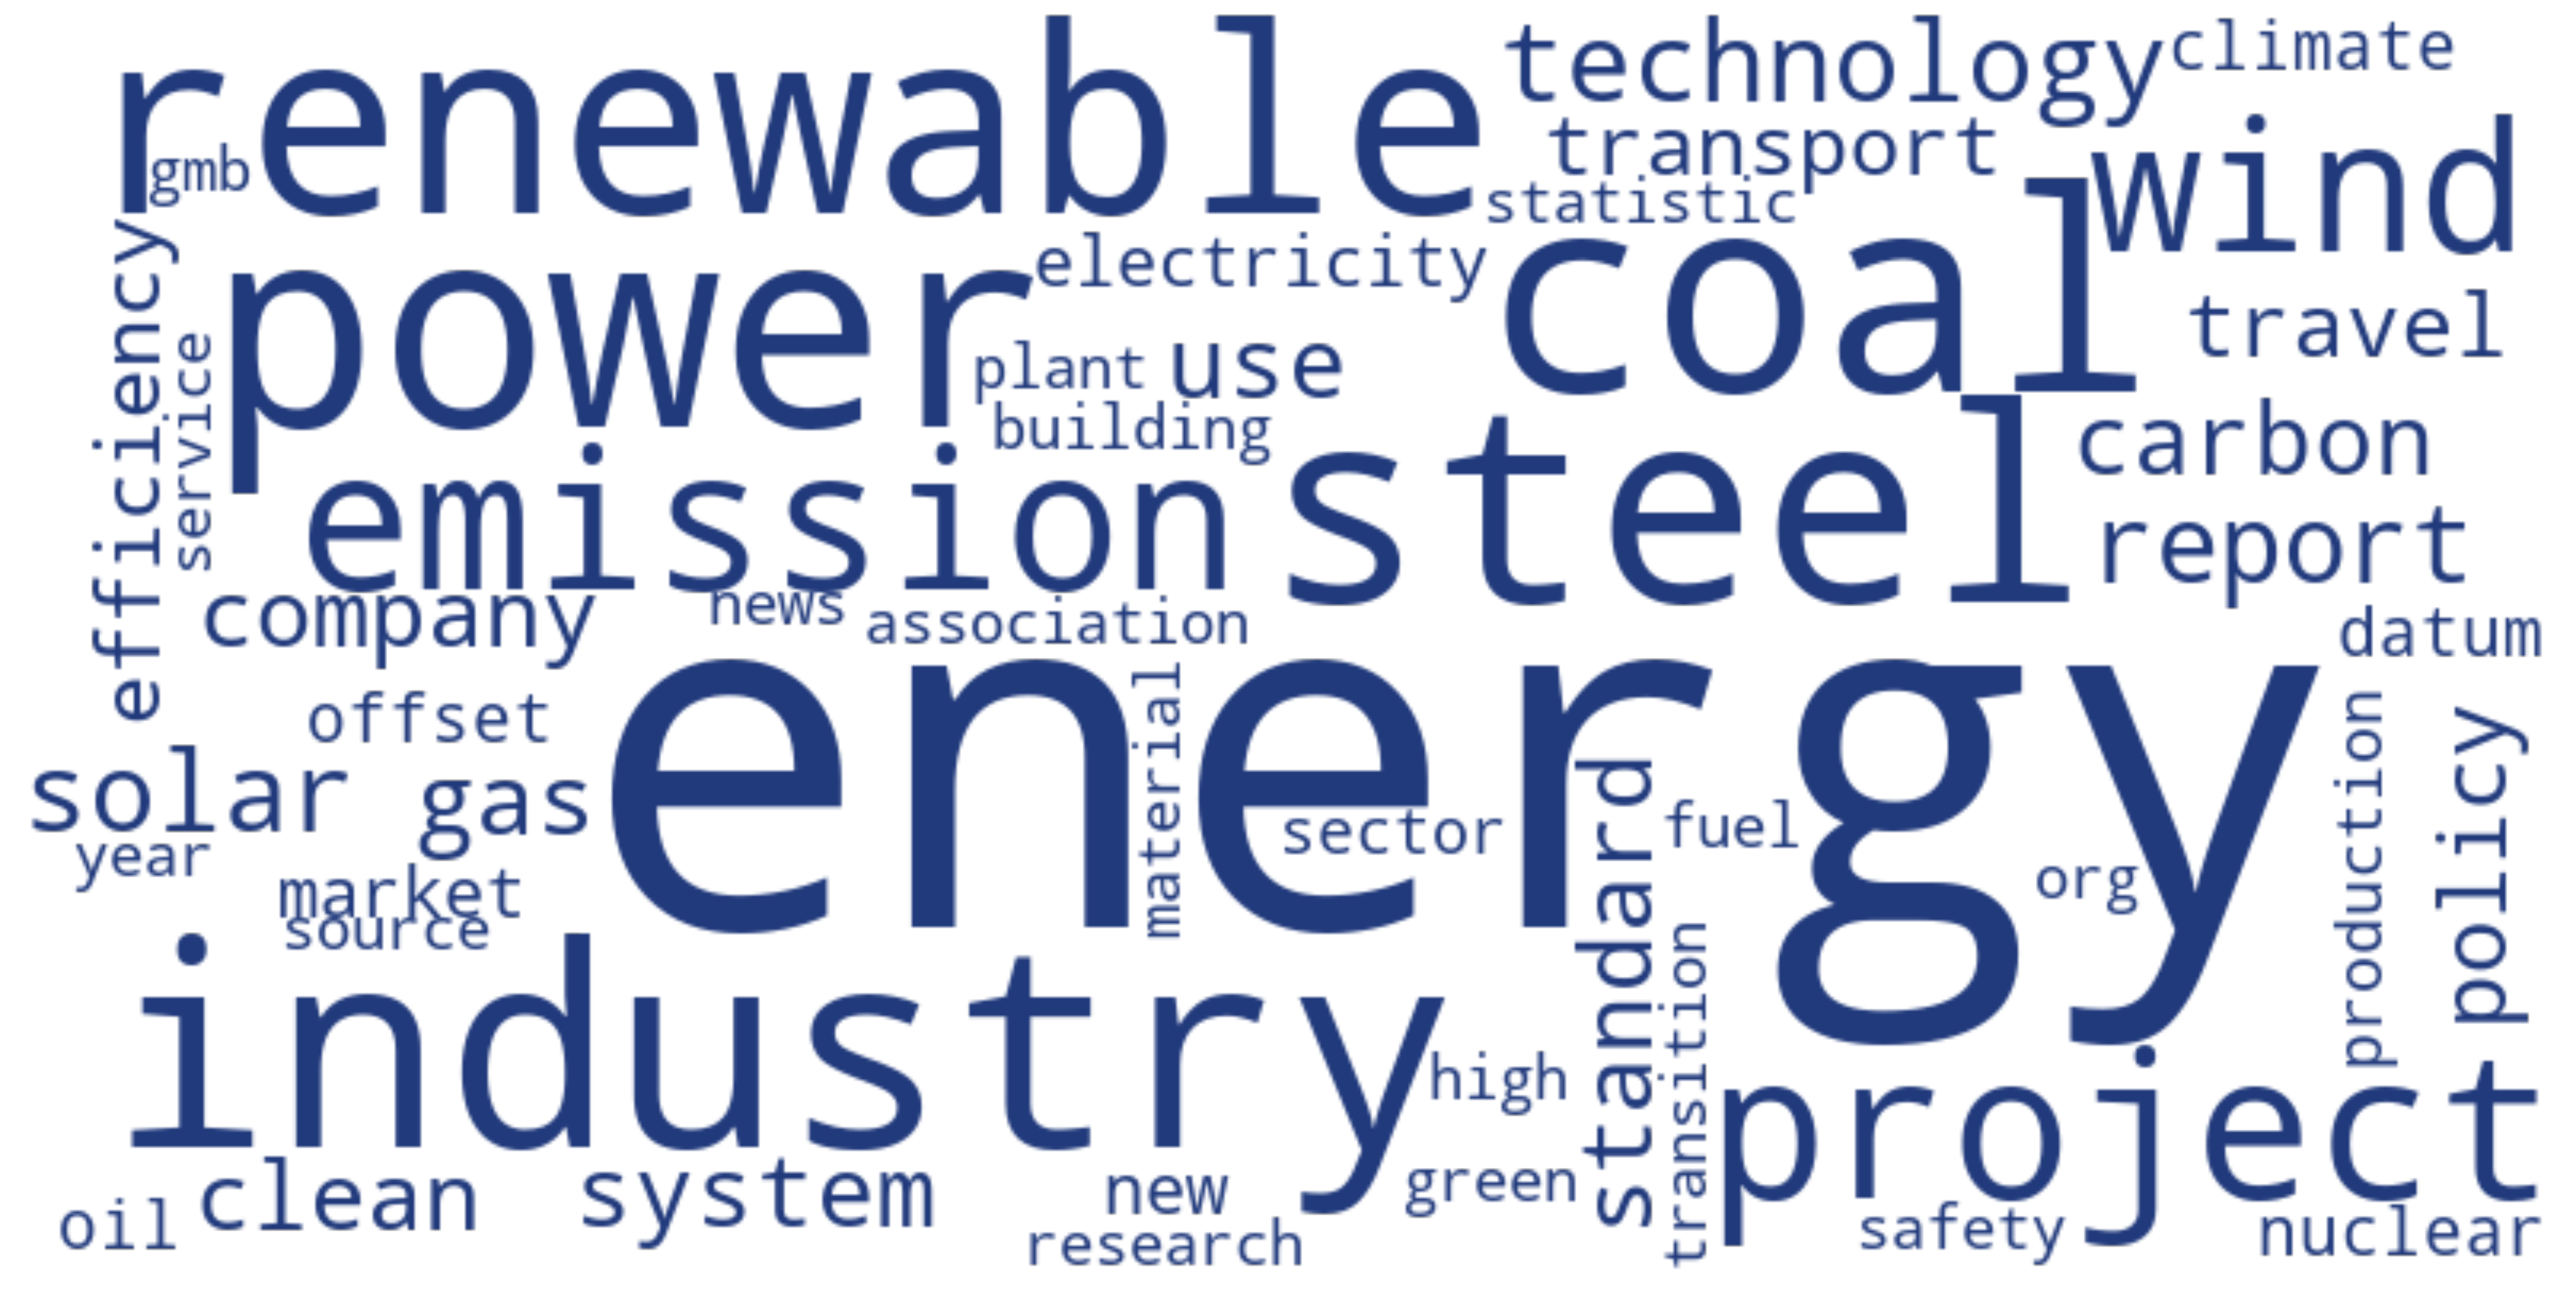 renewable
technology
climate
gmb
transport
wind
statistic
efficiency
power
electricity
coal
travel
service
plant
use
building
carbon
emission
steel
report
company
news
association
datum
offset
energy
material
production
policy
solar
gas
sector
standard
fuel
year
market
org
source
industry
transition
high
project
clean
system
new
green
oil
research
safety
nuclear